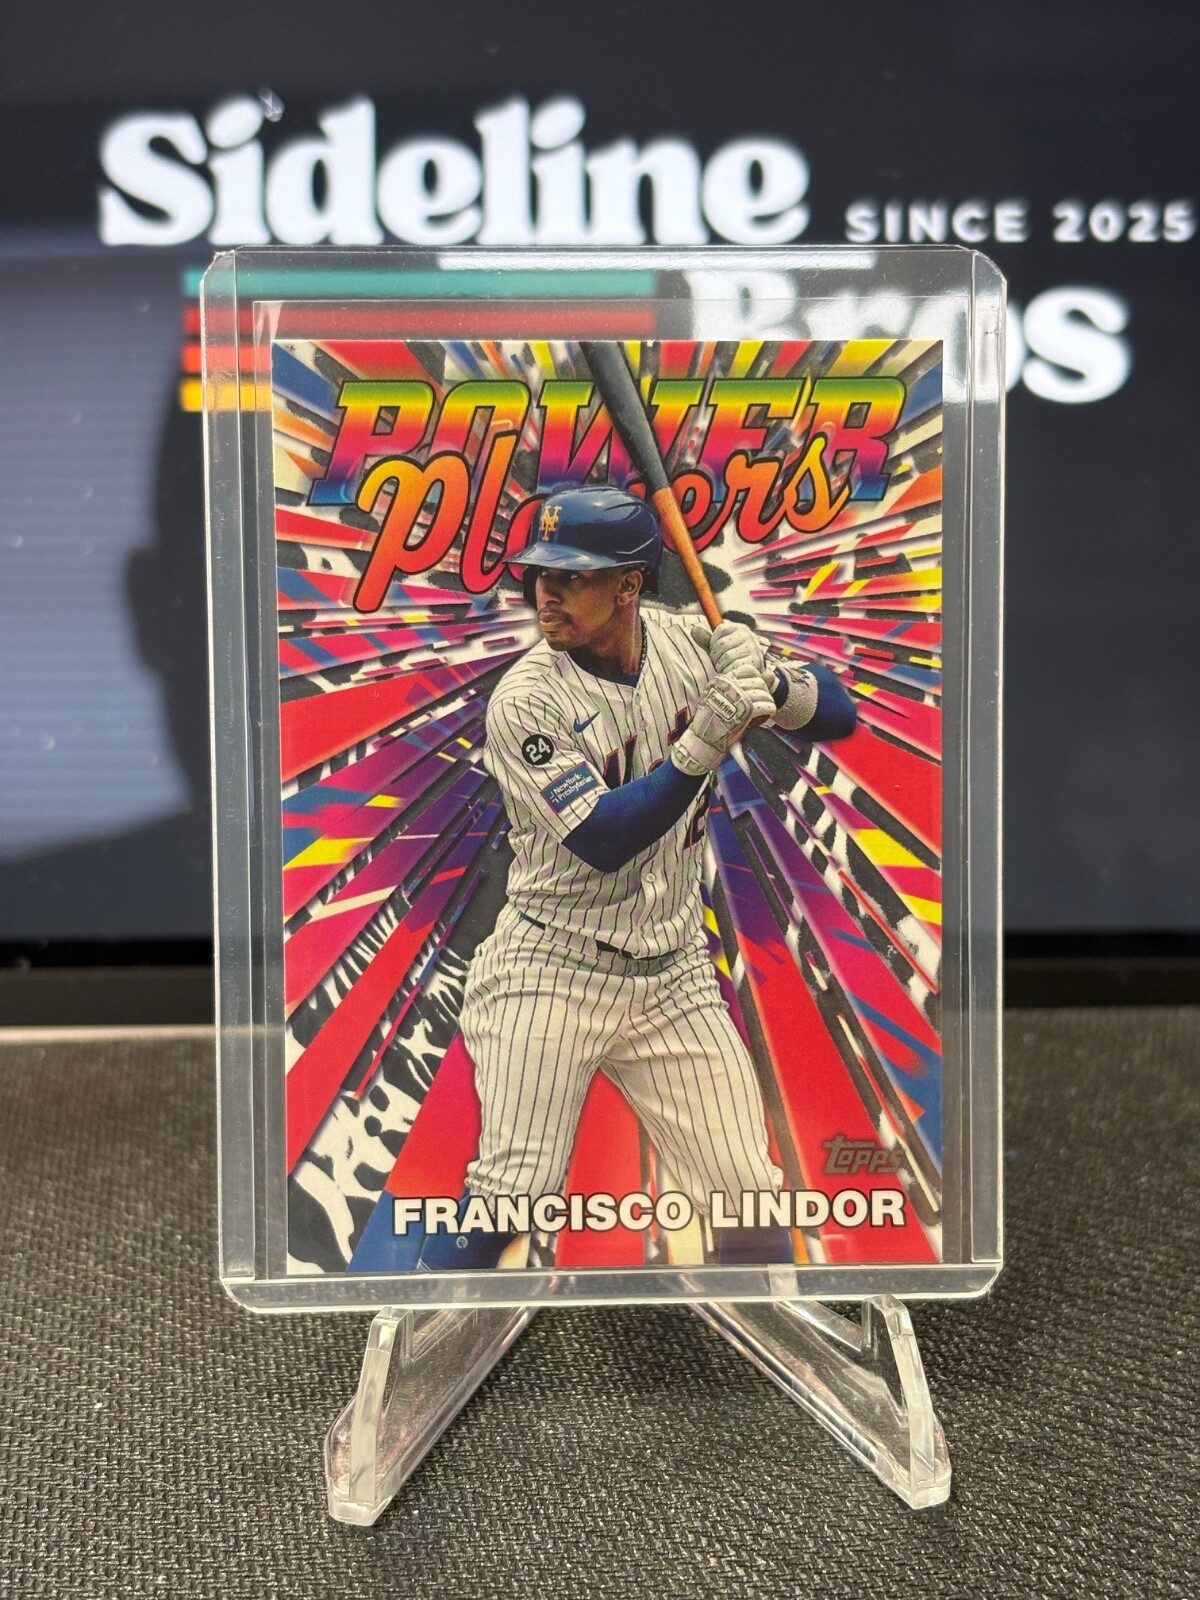 Sideline
SINCE 2025
Bros
POWER
players
NY
24
NewYork-
Presbyterian
topps
FRANCISCO LINDOR